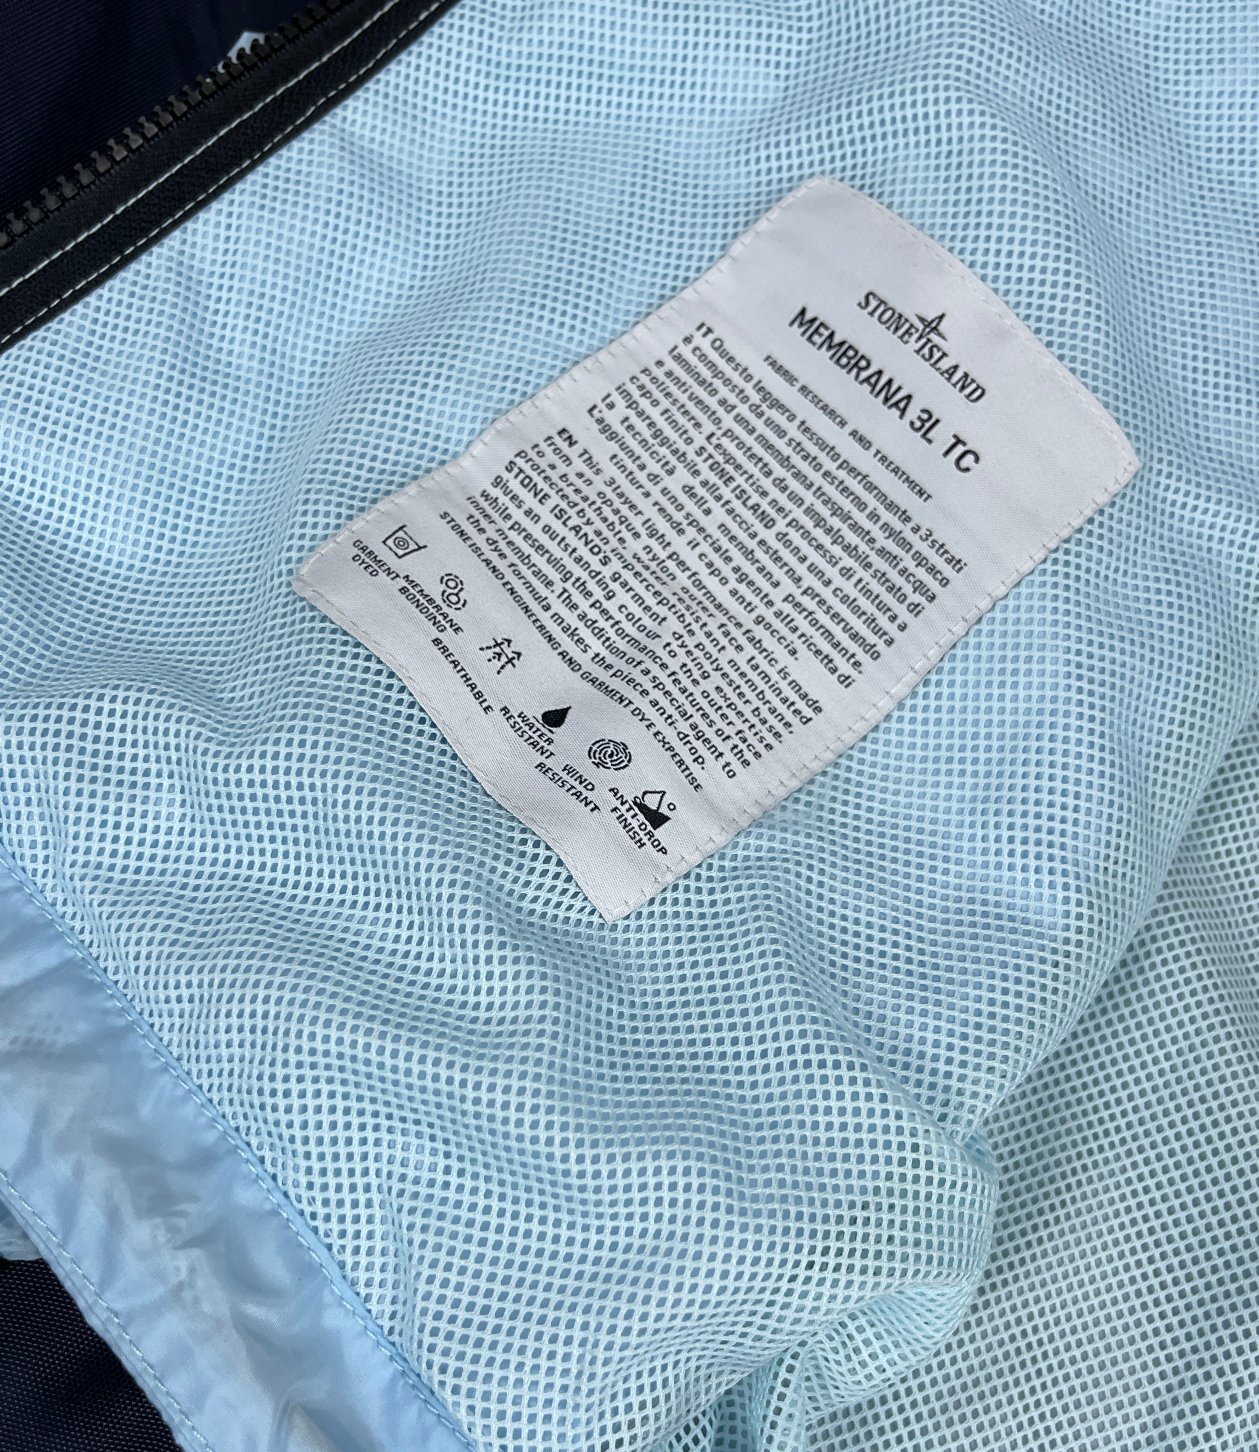 STONE ISLAND
MEMBRANA 3L TC
FABRIC RESEARCH AND TREATMENT
IT Questo leggero tessuto performante a 3 strati
è composto da uno strato esterno in nylon opaco
laminato ad una membrana traspirante, anti acqua
e anti vento, protetta da un impalpabile strato di
poliestere. L'expertise nei processi di tintura a
capo finito STONE ISLAND dona una coloritura
impareggibile alla faccia esterna, preservando
la tecnicità della membrana performante.
L'aggiunta di uno speciale agente alla ricetta di
tintura rende il capo anti goccia.
EN This 3layer light performance fabric is made
from an opaque nylon outer face laminated
to a breathable, water resistant membrane,
protected by an imperceptible polyester base.
STONE ISLAND'S garment dyeing expertise
gives an outstanding colour to the outer face
while preserving the performance features of the
inner membrane. The addition of a special agent to
the dye formula makes the piece anti-drop.
STONE ISLAND ENGINEERING AND GARMENT DYE EXPERTISE
GARMENT
DYED
MEMBRANE
BONDING
BREATHABLE
WATER
RESISTANT
WIND
RESISTANT
ANTI-DROP
FINISH